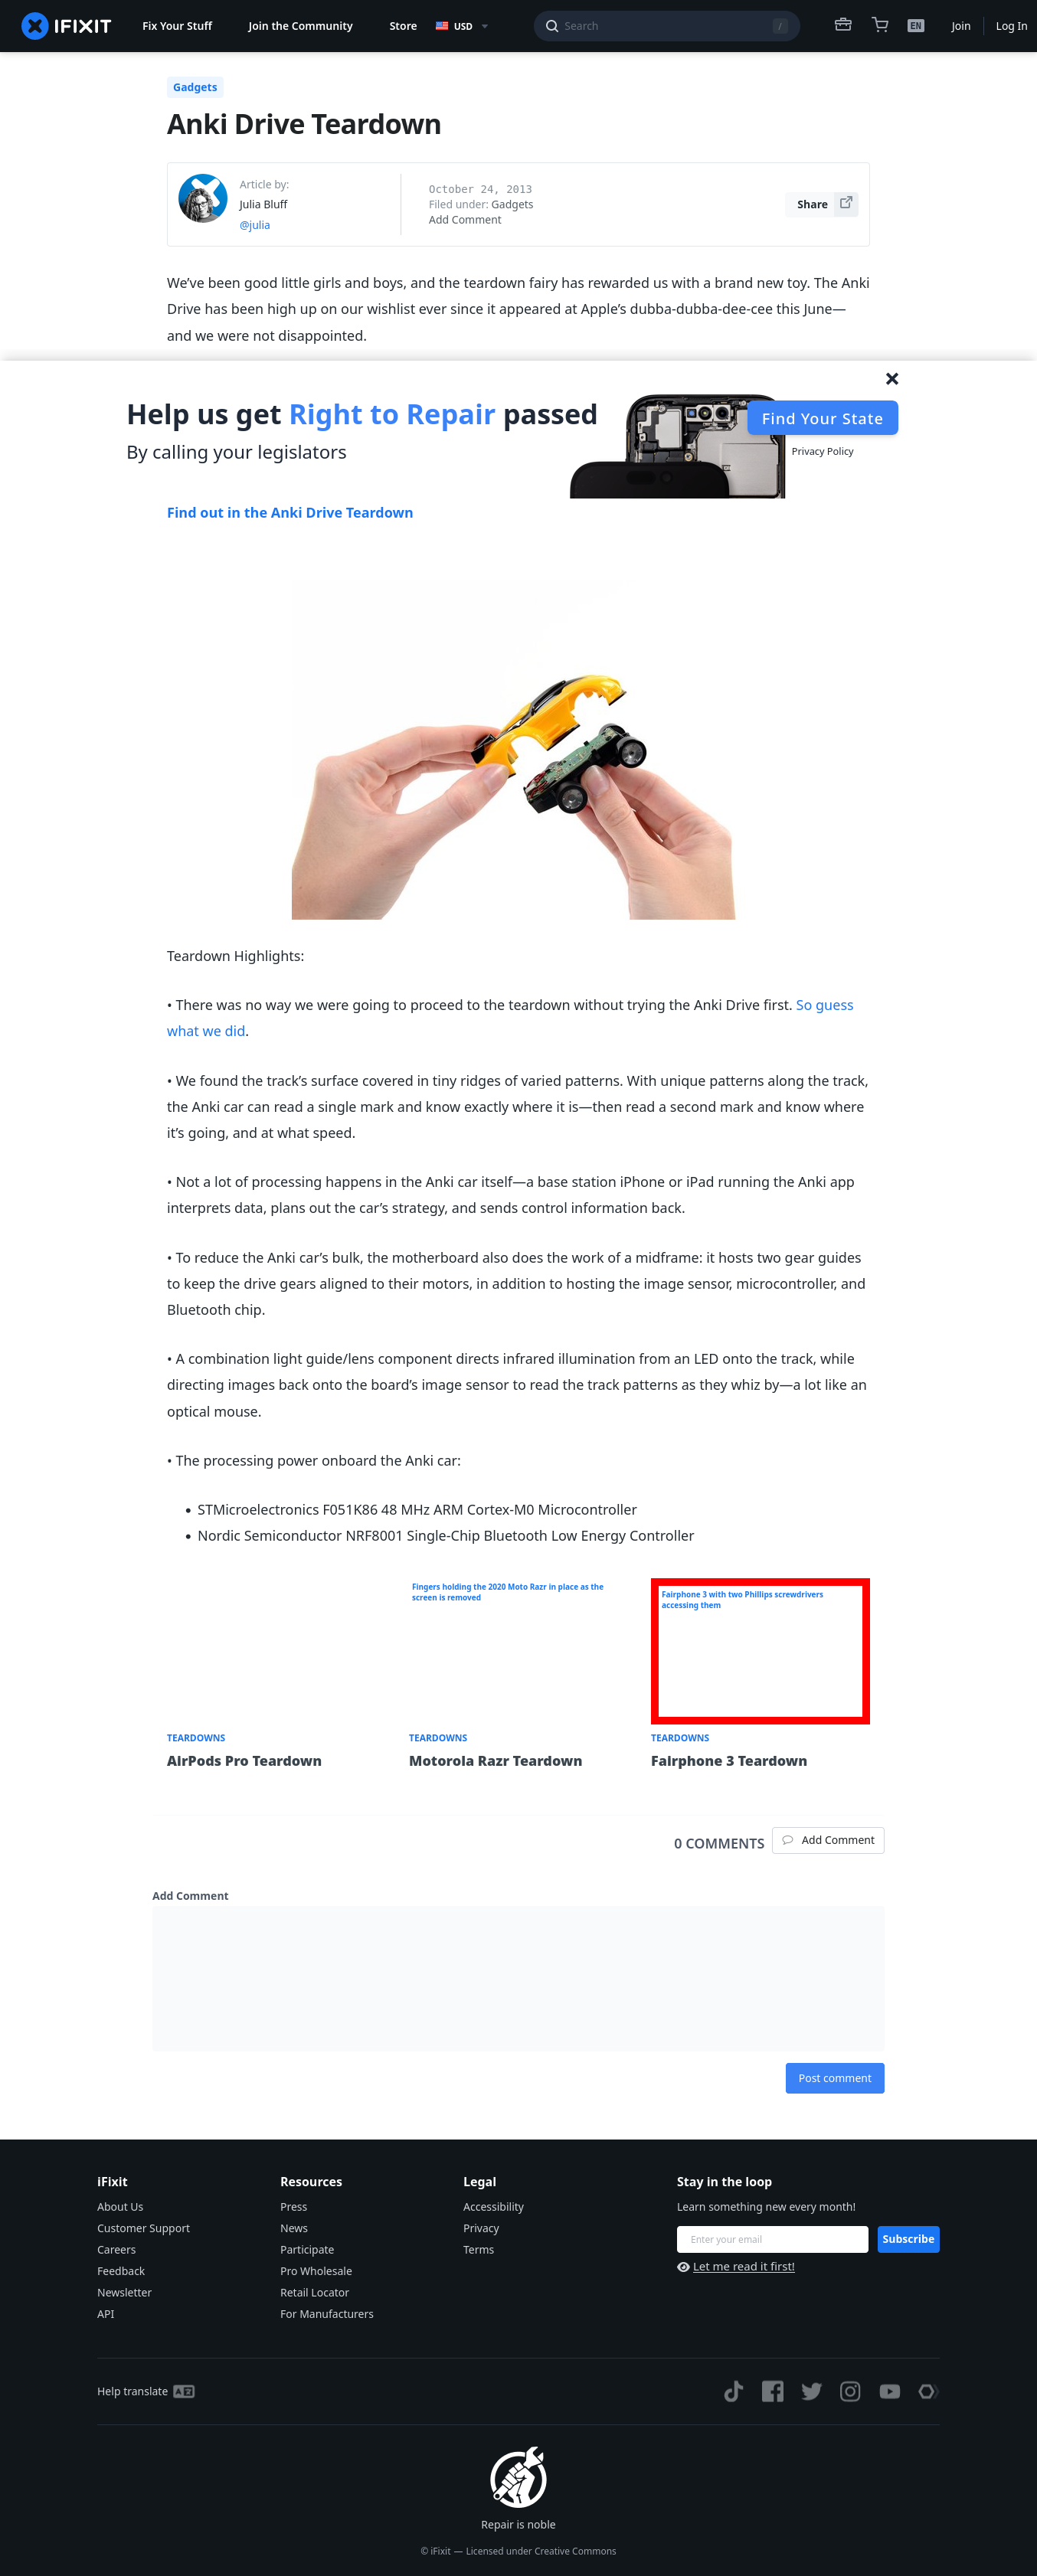 IFIXIT
Fix Your Stuff
Join the Community
Store
USD
Search
/
EN
Join
Log In
Gadgets
Anki Drive Teardown
Article by:
Julia Bluff
@julia
October 24, 2013
Filed under: Gadgets
Add Comment
Share
We’ve been good little girls and boys, and the teardown fairy has rewarded us with a brand new toy. The Anki
Drive has been high up on our wishlist ever since it appeared at Apple’s dubba-dubba-dee-cee this June—
and we were not disappointed.
Help us get Right to Repair passed
By calling your legislators
Find Your State
Privacy Policy
Find out in the Anki Drive Teardown
Teardown Highlights:
• There was no way we were going to proceed to the teardown without trying the Anki Drive first. So guess
what we did.
• We found the track’s surface covered in tiny ridges of varied patterns. With unique patterns along the track,
the Anki car can read a single mark and know exactly where it is—then read a second mark and know where
it’s going, and at what speed.
• Not a lot of processing happens in the Anki car itself—a base station iPhone or iPad running the Anki app
interprets data, plans out the car’s strategy, and sends control information back.
• To reduce the Anki car’s bulk, the motherboard also does the work of a midframe: it hosts two gear guides
to keep the drive gears aligned to their motors, in addition to hosting the image sensor, microcontroller, and
Bluetooth chip.
• A combination light guide/lens component directs infrared illumination from an LED onto the track, while
directing images back onto the board’s image sensor to read the track patterns as they whiz by—a lot like an
optical mouse.
• The processing power onboard the Anki car:
• STMicroelectronics F051K86 48 MHz ARM Cortex-M0 Microcontroller
• Nordic Semiconductor NRF8001 Single-Chip Bluetooth Low Energy Controller
Fingers holding the 2020 Moto Razr in place as the
screen is removed
Fairphone 3 with two Phillips screwdrivers
accessing them
TEARDOWNS
AirPods Pro Teardown
TEARDOWNS
Motorola Razr Teardown
TEARDOWNS
Fairphone 3 Teardown
0 COMMENTS
Add Comment
Add Comment
Post comment
iFixit
About Us
Customer Support
Careers
Feedback
Newsletter
API
Resources
Press
News
Participate
Pro Wholesale
Retail Locator
For Manufacturers
Legal
Accessibility
Privacy
Terms
Stay in the loop
Learn something new every month!
Enter your email
Subscribe
Let me read it first!
Help translate
Repair is noble
© iFixit — Licensed under Creative Commons